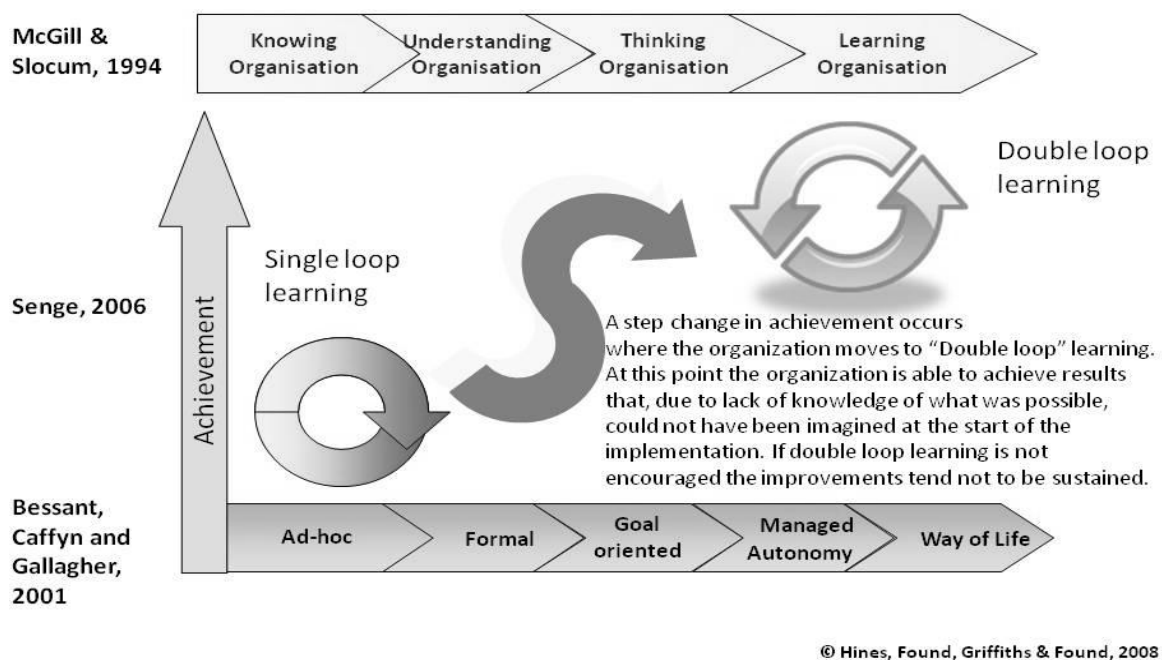 McGill &
Slocum, 1994
Knowing
Organisation
Understanding
Organisation
Thinking
Organisation
Learning
Organisation
Double loop
learning
Single loop
learning
Senge, 2006
Achievement
A step change in achievement occurs
where the organization moves to “Double loop” learning.
At this point the organization is able to achieve results
that, due to lack of knowledge of what was possible,
could not have been imagined at the start of the
implementation. If double loop learning is not
encouraged the improvements tend not to be sustained.
Bessant,
Caffyn and
Gallagher,
2001
Ad-hoc
Formal
Goal
oriented
Managed
Autonomy
Way of Life
© Hines, Found, Griffiths & Found, 2008